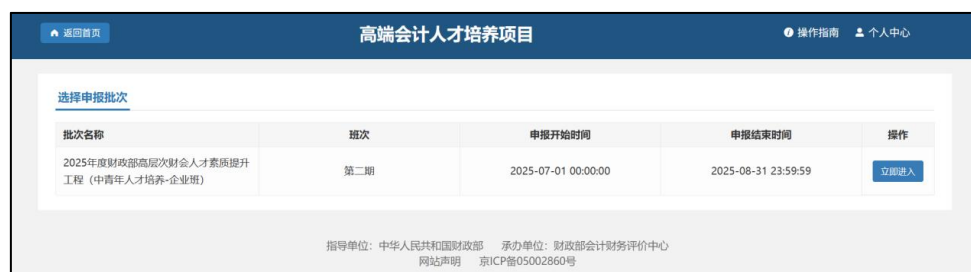 返回首页
高端会计人才培养项目
操作指南 个人中心
选择申报批次
批次名称 班次 申报开始时间 申报结束时间 操作
2025年度财政部高层次财会人才素质提升
工程（中青年人才培养-企业班） 第二期 2025-07-01 00:00:00 2025-08-31 23:59:59 立即进入
指导单位：中华人民共和国财政部 承办单位：财政部会计财务评价中心
网站声明 京ICP备05002860号